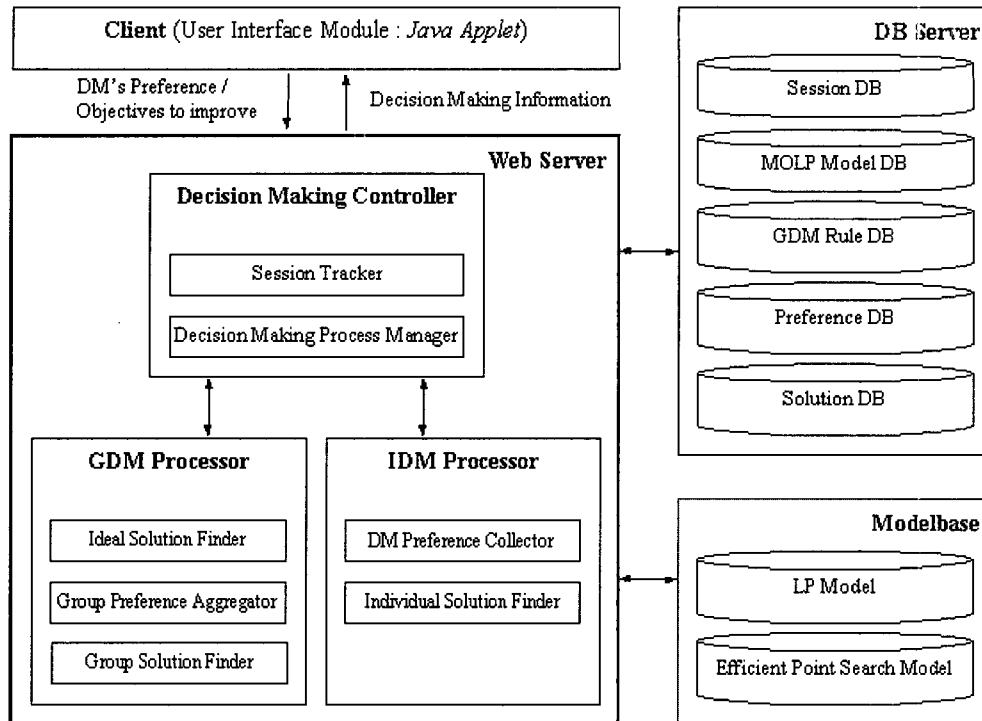 Client (User Interface Module : Java Applet)
DM's Preference /
Objectives to improve
Decision Making Information
Web Server
Decision Making Controller
Session Tracker
Decision Making Process Manager
GDM Processor
Ideal Solution Finder
Group Preference Aggregator
Group Solution Finder
IDM Processor
DM Preference Collector
Individual Solution Finder
DB Server
Session DB
MOLP Model DB
GDM Rule DB
Preference DB
Solution DB
Modelbase
LP Model
Efficient Point Search Model